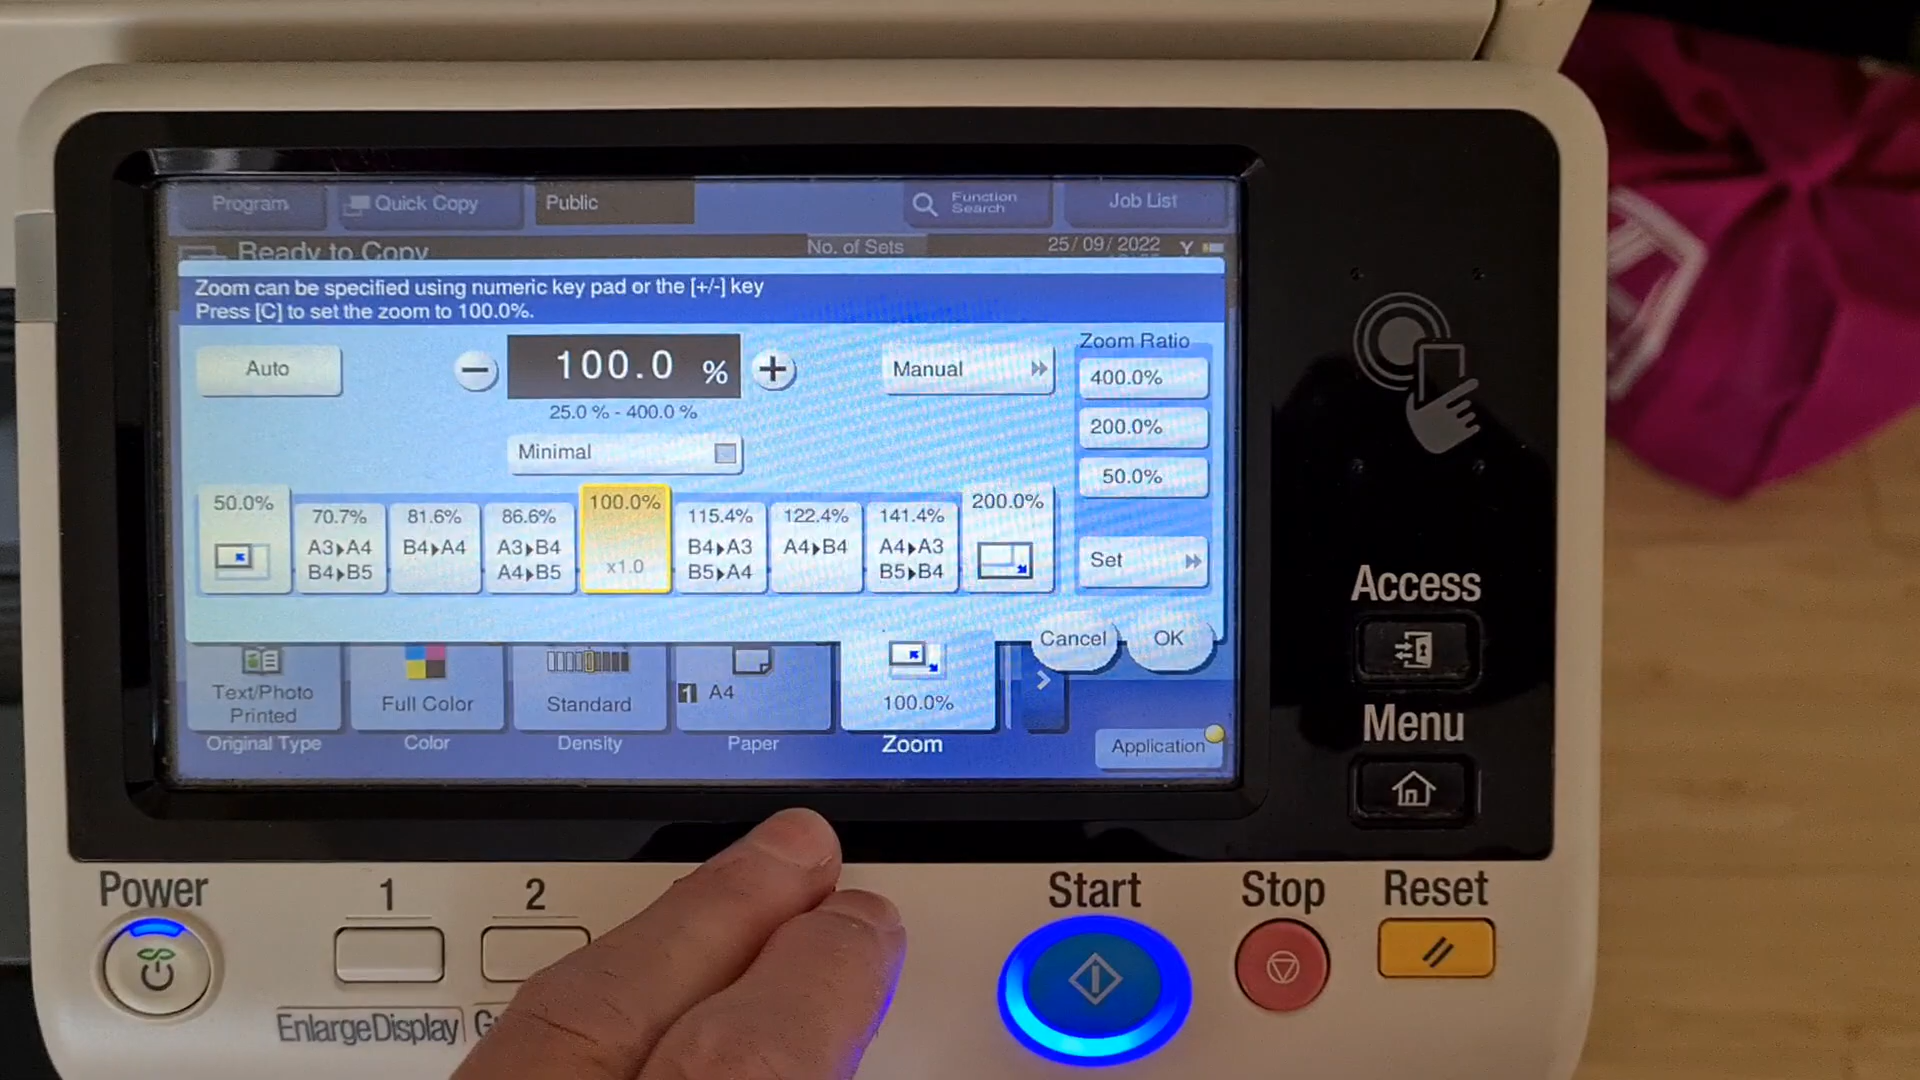 Program
Quick Copy
Public
Function
Search
Job List
Ready to Copy
No. of Sets
25/09/2022
Y
Zoom can be specified using numeric key pad or the [+/-] key
Press [C] to set the zoom to 100.0%.
Auto
−
100.0 %
+
25.0 % - 400.0 %
Manual
Minimal
Zoom Ratio
400.0%
200.0%
50.0%
Set
50.0%
70.7%
A3▸A4
B4▸B5
81.6%
B4▸A4
86.6%
A3▸B4
A4▸B5
100.0%
x1.0
115.4%
B4▸A3
B5▸A4
122.4%
A4▸B4
141.4%
A4▸A3
B5▸B4
200.0%
Cancel
OK
Text/Photo
Printed
Original Type
Full Color
Color
Standard
Density
1 A4
Paper
100.0%
Zoom
Application
Access
Menu
Power
1
2
EnlargeDisplay
Start
Stop
Reset